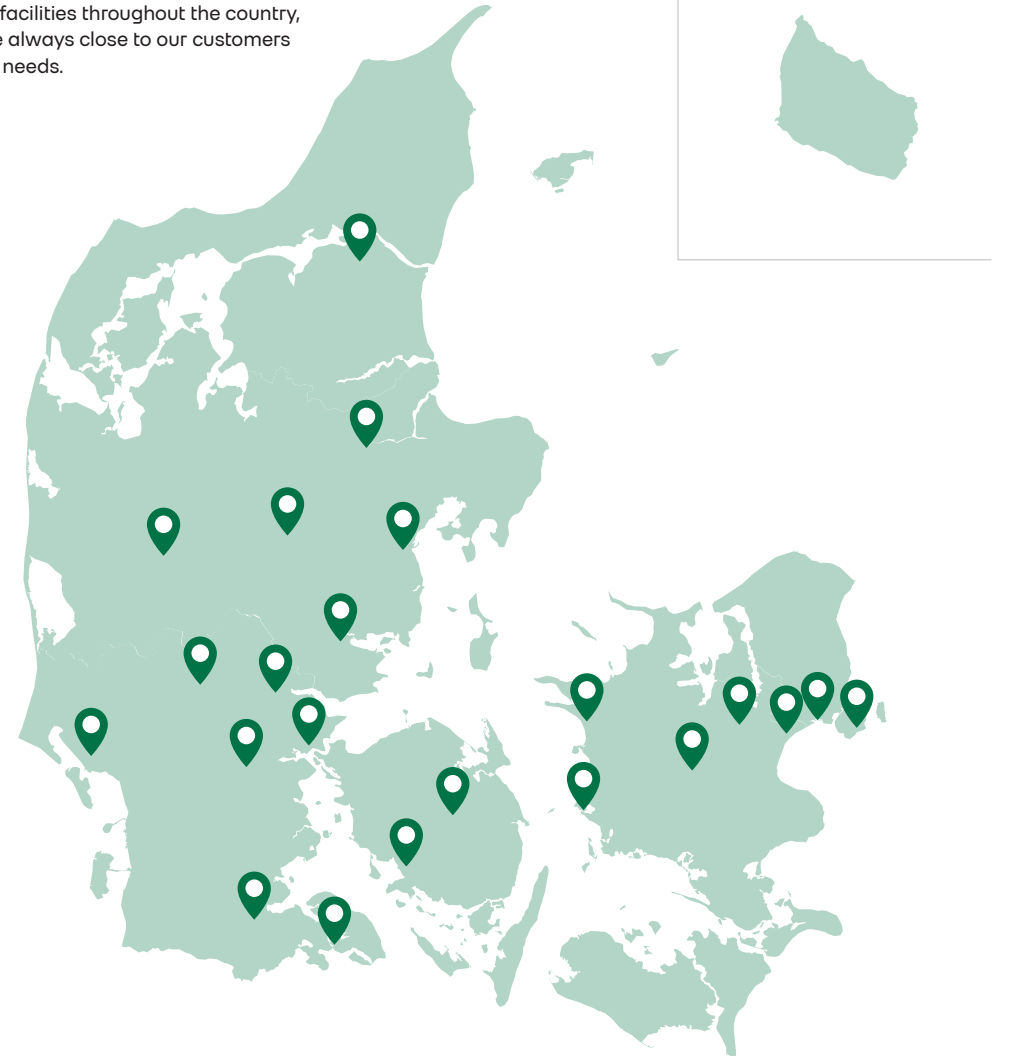 facilities throughout the country,
always close to our customers
needs.